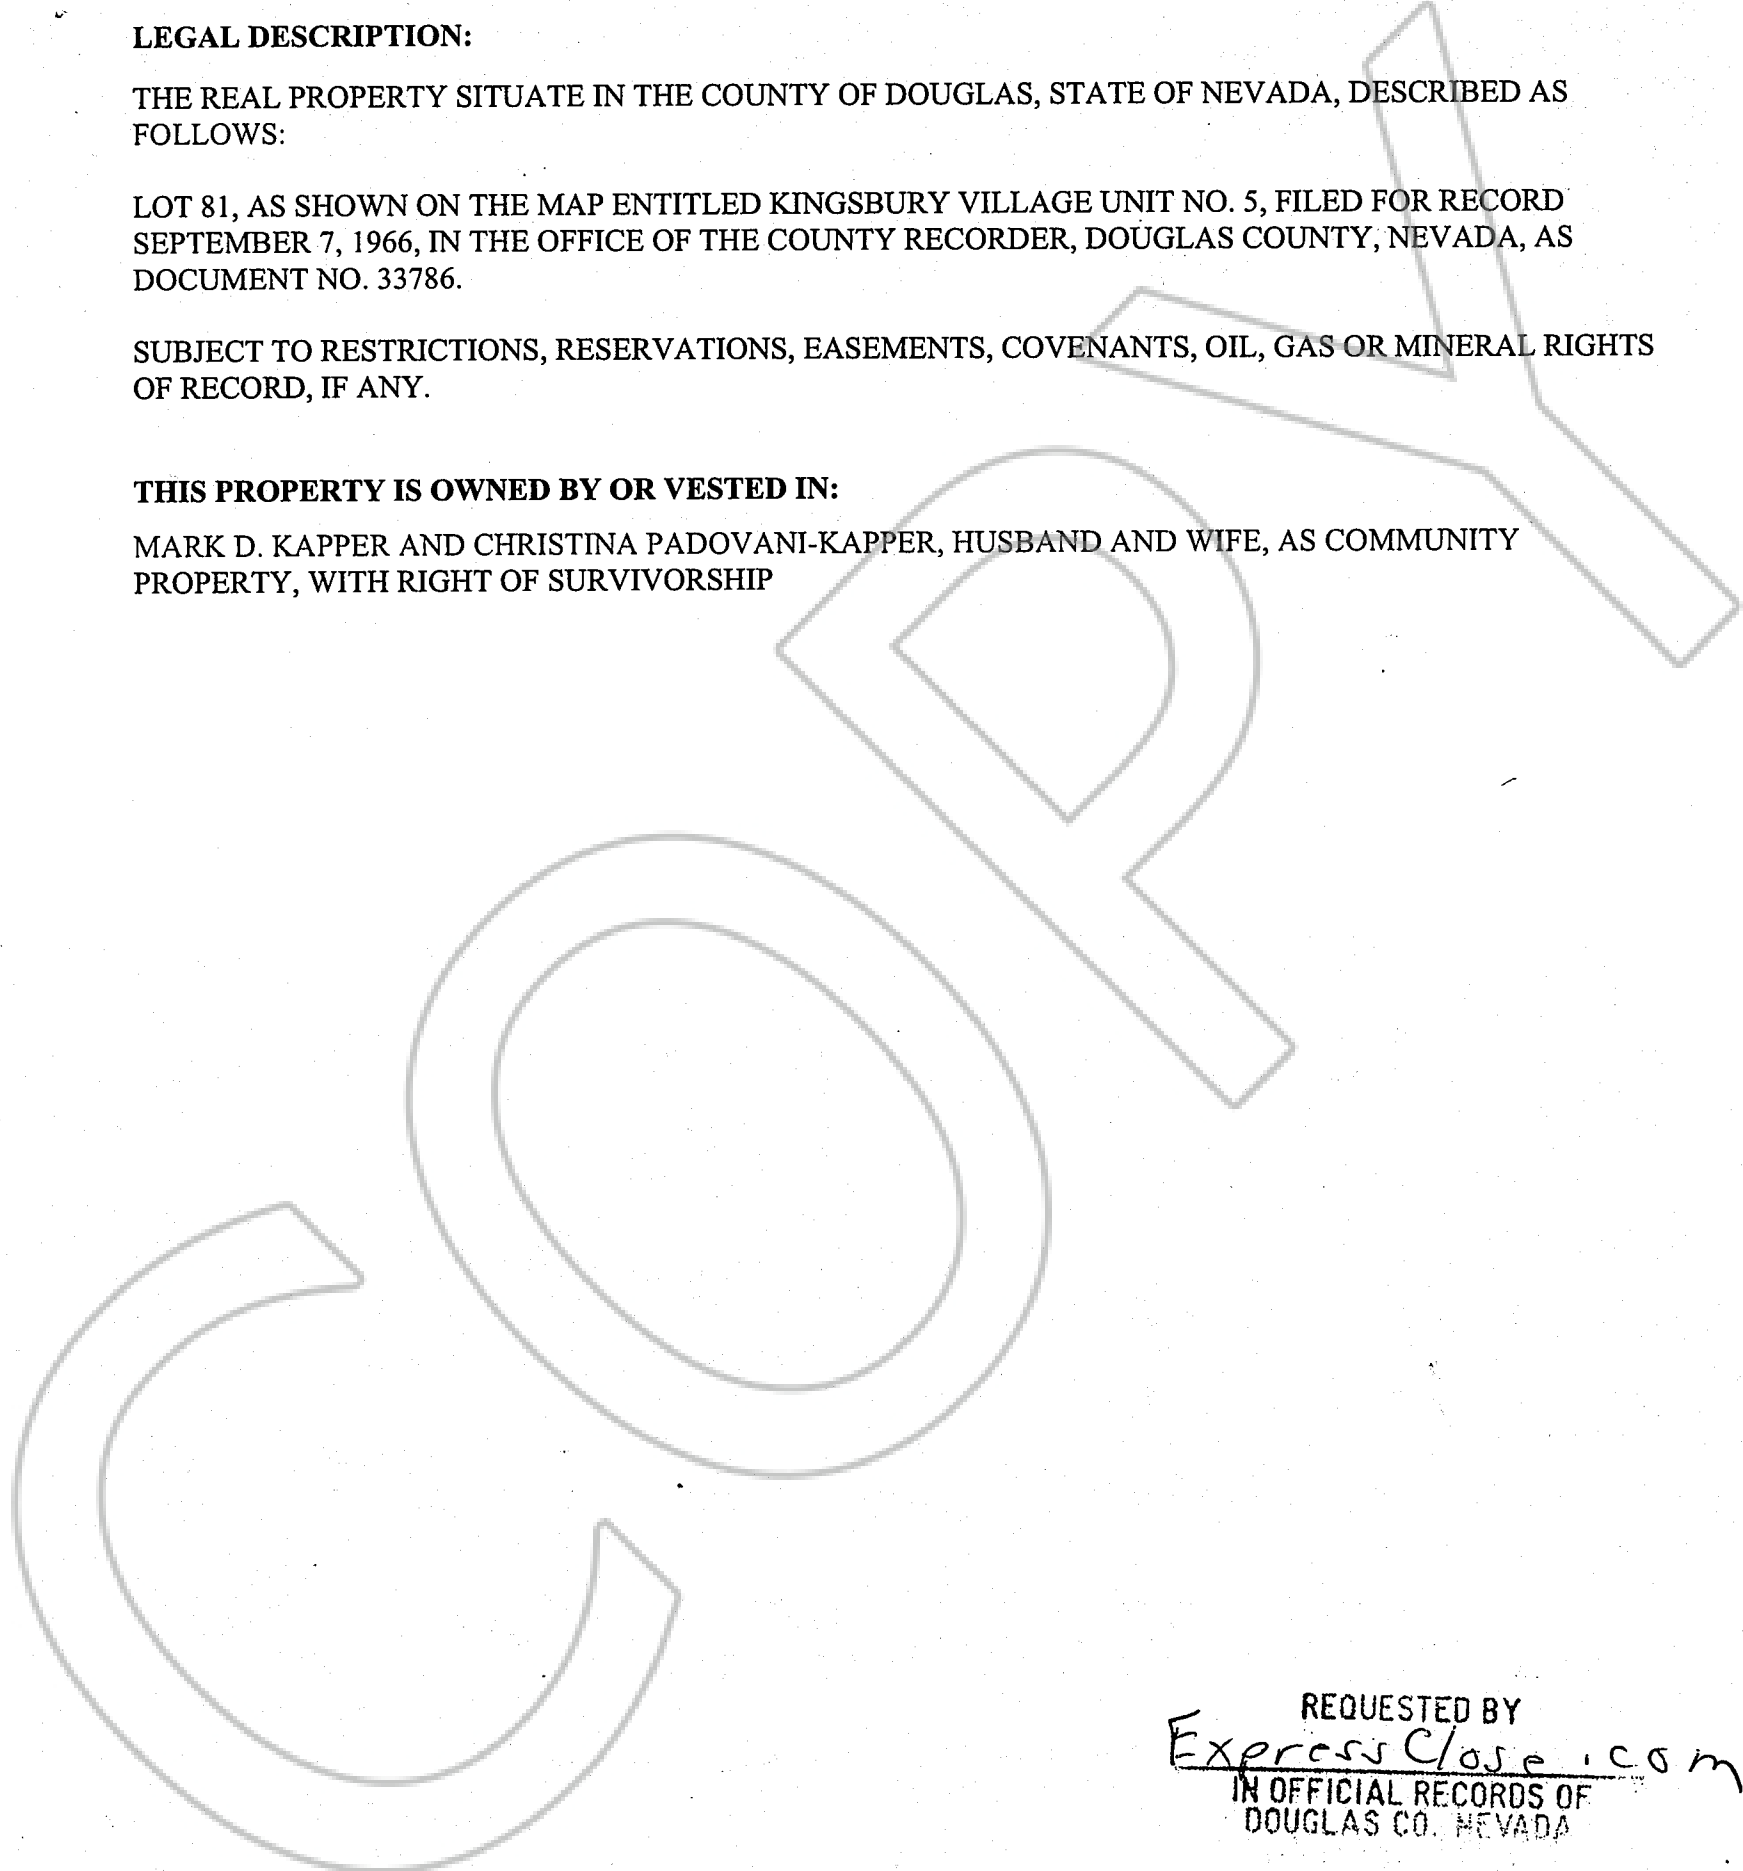 LEGAL DESCRIPTION:
THE REAL PROPERTY SITUATE IN THE COUNTY OF DOUGLAS, STATE OF NEVADA, DESCRIBED AS
FOLLOWS:
LOT 81, AS SHOWN ON THE MAP ENTITLED KINGSBURY VILLAGE UNIT NO. 5, FILED FOR RECORD
SEPTEMBER 7, 1966, IN THE OFFICE OF THE COUNTY RECORDER, DOUGLAS COUNTY, NEVADA, AS
DOCUMENT NO. 33786.
SUBJECT TO RESTRICTIONS, RESERVATIONS, EASEMENTS, COVENANTS, OIL, GAS OR MINERAL RIGHTS
OF RECORD, IF ANY.
THIS PROPERTY IS OWNED BY OR VESTED IN:
MARK D. KAPPER AND CHRISTINA PADOVANI-KAPPER, HUSBAND AND WIFE, AS COMMUNITY
PROPERTY, WITH RIGHT OF SURVIVORSHIP
COPY
REQUESTED BY
ExpressClose.com
IN OFFICIAL RECORDS OF
DOUGLAS CO. NEVADA